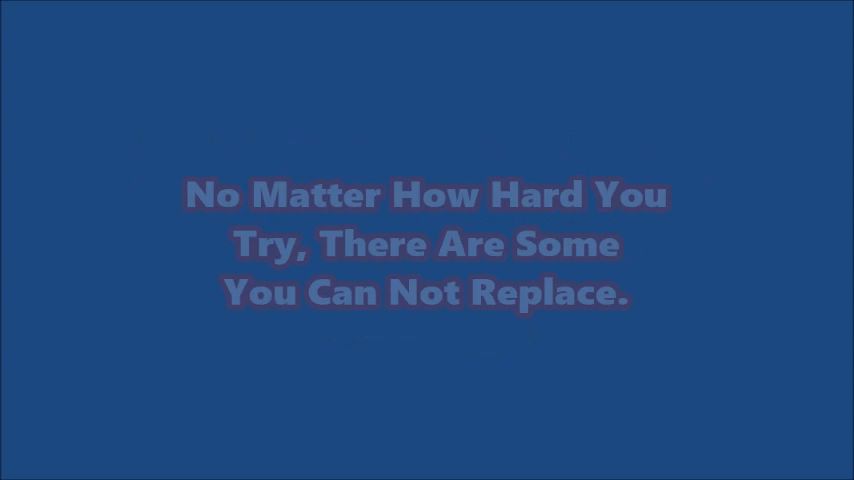 No Matter How Hard You
Try, There Are Some
You Can Not Replace.